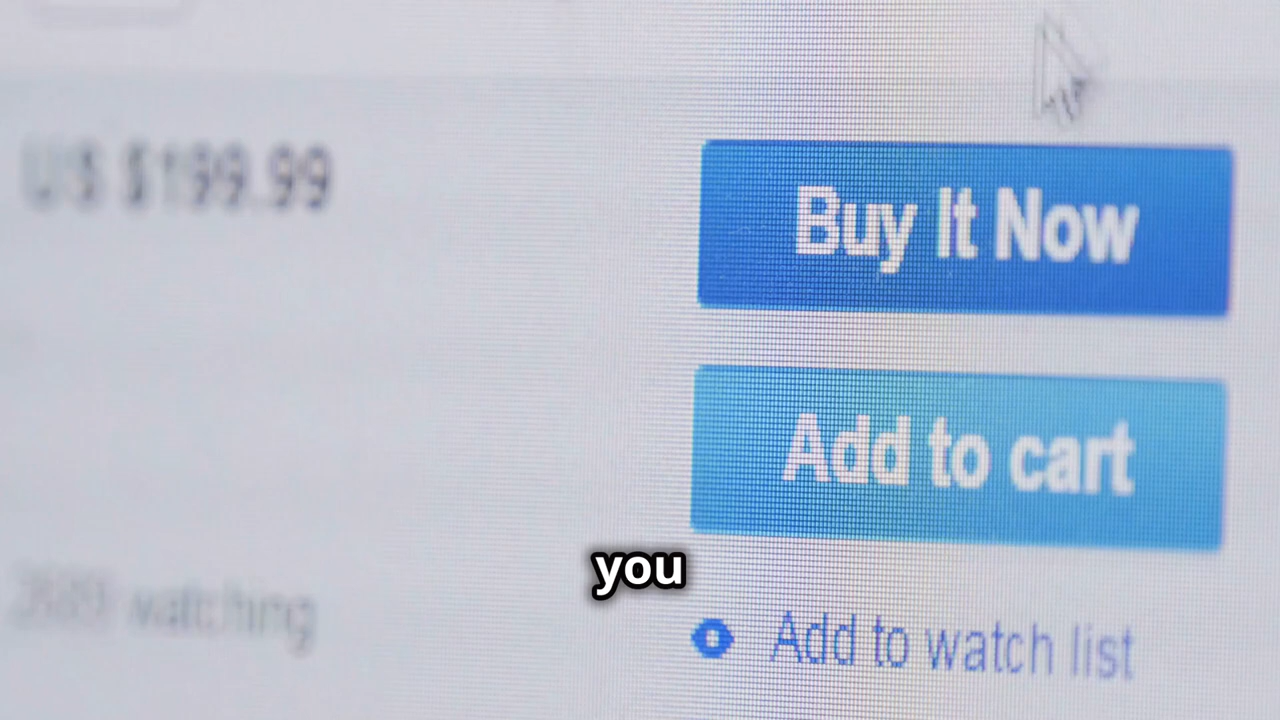 US $199.99
Buy It Now
Add to cart
you
watching
Add to watch list